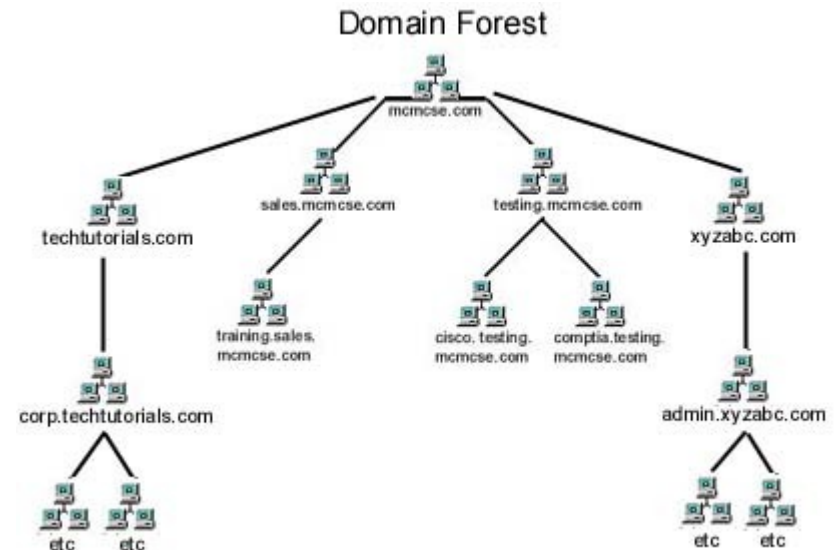 Domain Forest
mcmcse.com
sales.mcmcse.com
testing.mcmcse.com
techtutorials.com
xyzabc.com
training.sales.
mcmcse.com
cisco. testing.
mcmcse.com
comptia.testing.
mcmcse.com
corp.techtutorials.com
admin.xyzabc.com
etc
etc
etc
etc